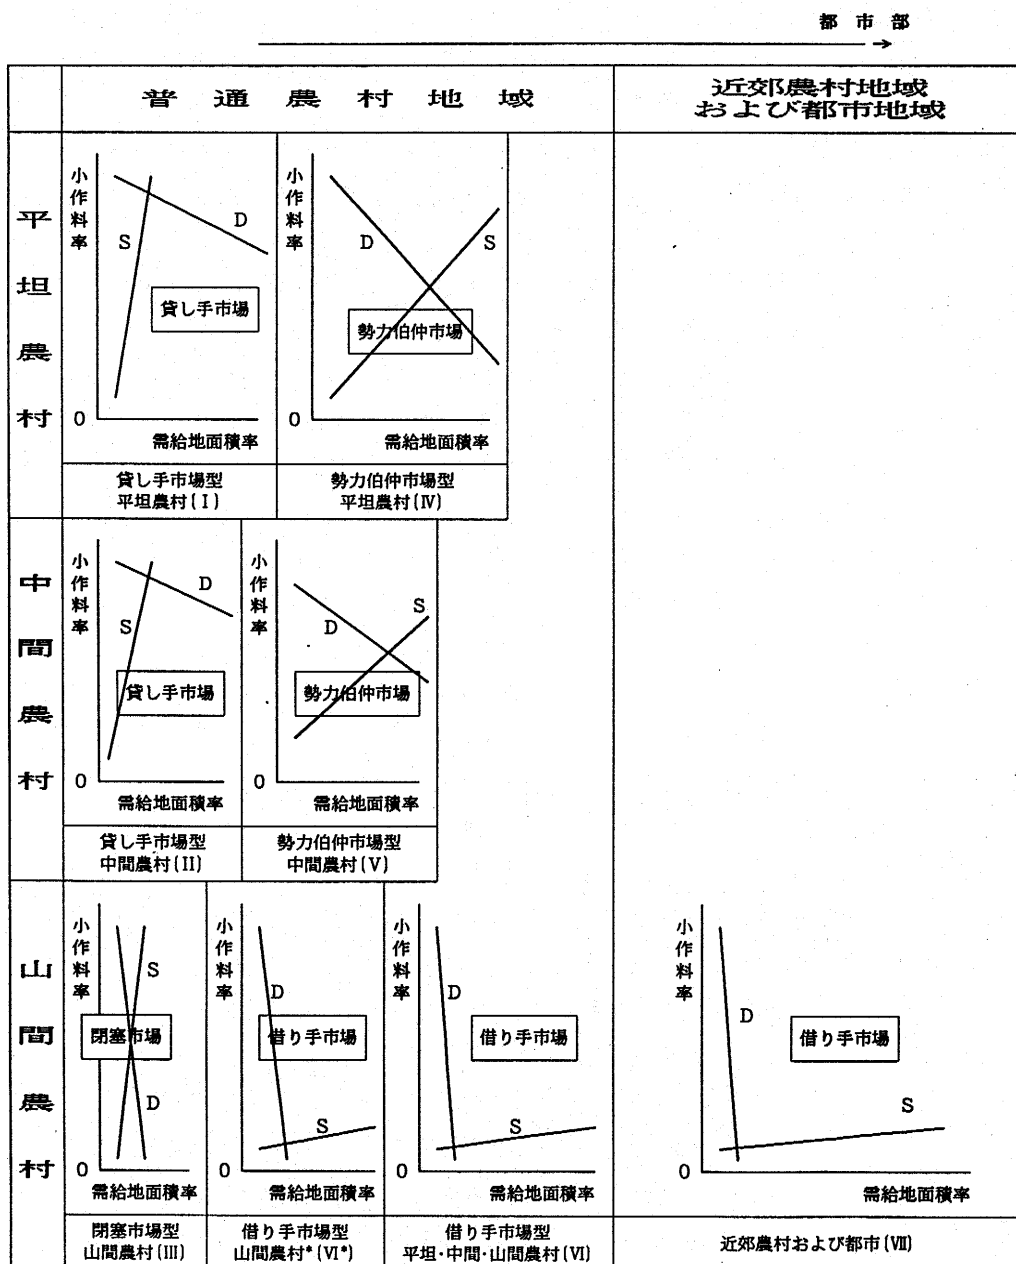 都市部
普通農村地域
近郊農村地域
および都市地域
平坦農村
小作料率
S
D
貸し手市場
0
需給地面積率
貸し手市場型
平坦農村(I)
小作料率
D
S
勢力伯仲市場
0
需給地面積率
勢力伯仲市場型
平坦農村(IV)
中間農村
小作料率
D
S
貸し手市場
0
需給地面積率
貸し手市場型
中間農村(II)
小作料率
S
D
勢力伯仲市場
0
需給地面積率
勢力伯仲市場型
中間農村(V)
山間農村
小作料率
S
閉塞市場
D
0
需給地面積率
閉塞市場型
山間農村(III)
小作料率
D
借り手市場
S
0
需給地面積率
借り手市場型
山間農村*(VI*)
小作料率
D
借り手市場
S
0
需給地面積率
借り手市場型
平坦・中間・山間農村(VI)
小作料率
D
借り手市場
S
0
需給地面積率
近郊農村および都市(VII)